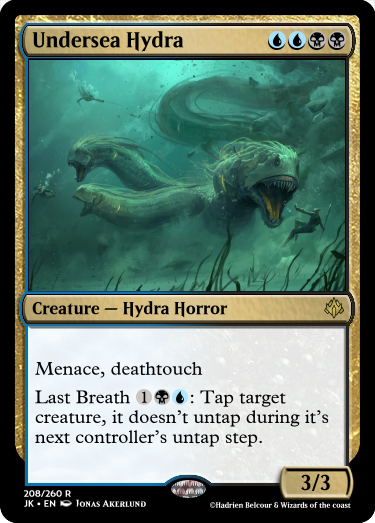 Undersea Hydra
Creature — Hydra Horror
Menace, deathtouch
Last Breath 1 : Tap target
creature, it doesn't untap during it's
next controller's untap step.
3/3
208/260 R
JK • EN Jonas Akerlund
©Hadrien Belcour & Wizards of the coast